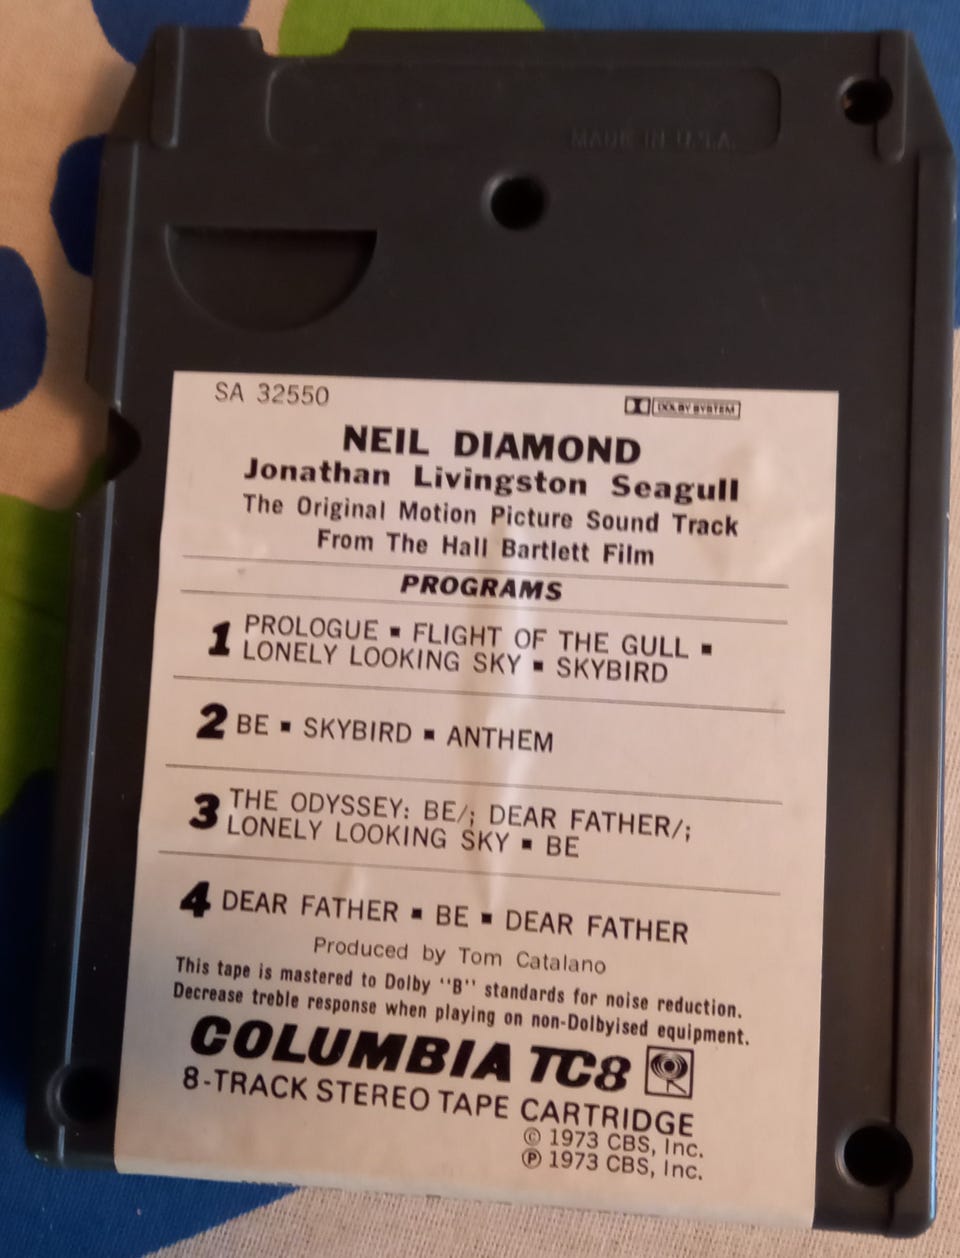 MADE IN U.S.A.
SA 32550
DOLBY SYSTEM
NEIL DIAMOND
Jonathan Livingston Seagull
The Original Motion Picture Sound Track
From The Hall Bartlett Film
PROGRAMS
1 PROLOGUE ▪ FLIGHT OF THE GULL ▪
LONELY LOOKING SKY ▪ SKYBIRD
2 BE ▪ SKYBIRD ▪ ANTHEM
3 THE ODYSSEY: BE/; DEAR FATHER/;
LONELY LOOKING SKY ▪ BE
4 DEAR FATHER ▪ BE ▪ DEAR FATHER
Produced by Tom Catalano
This tape is mastered to Dolby "B" standards for noise reduction.
Decrease treble response when playing on non-Dolbyised equipment.
COLUMBIA TC8
8-TRACK STEREO TAPE CARTRIDGE
© 1973 CBS, Inc.
℗ 1973 CBS, Inc.